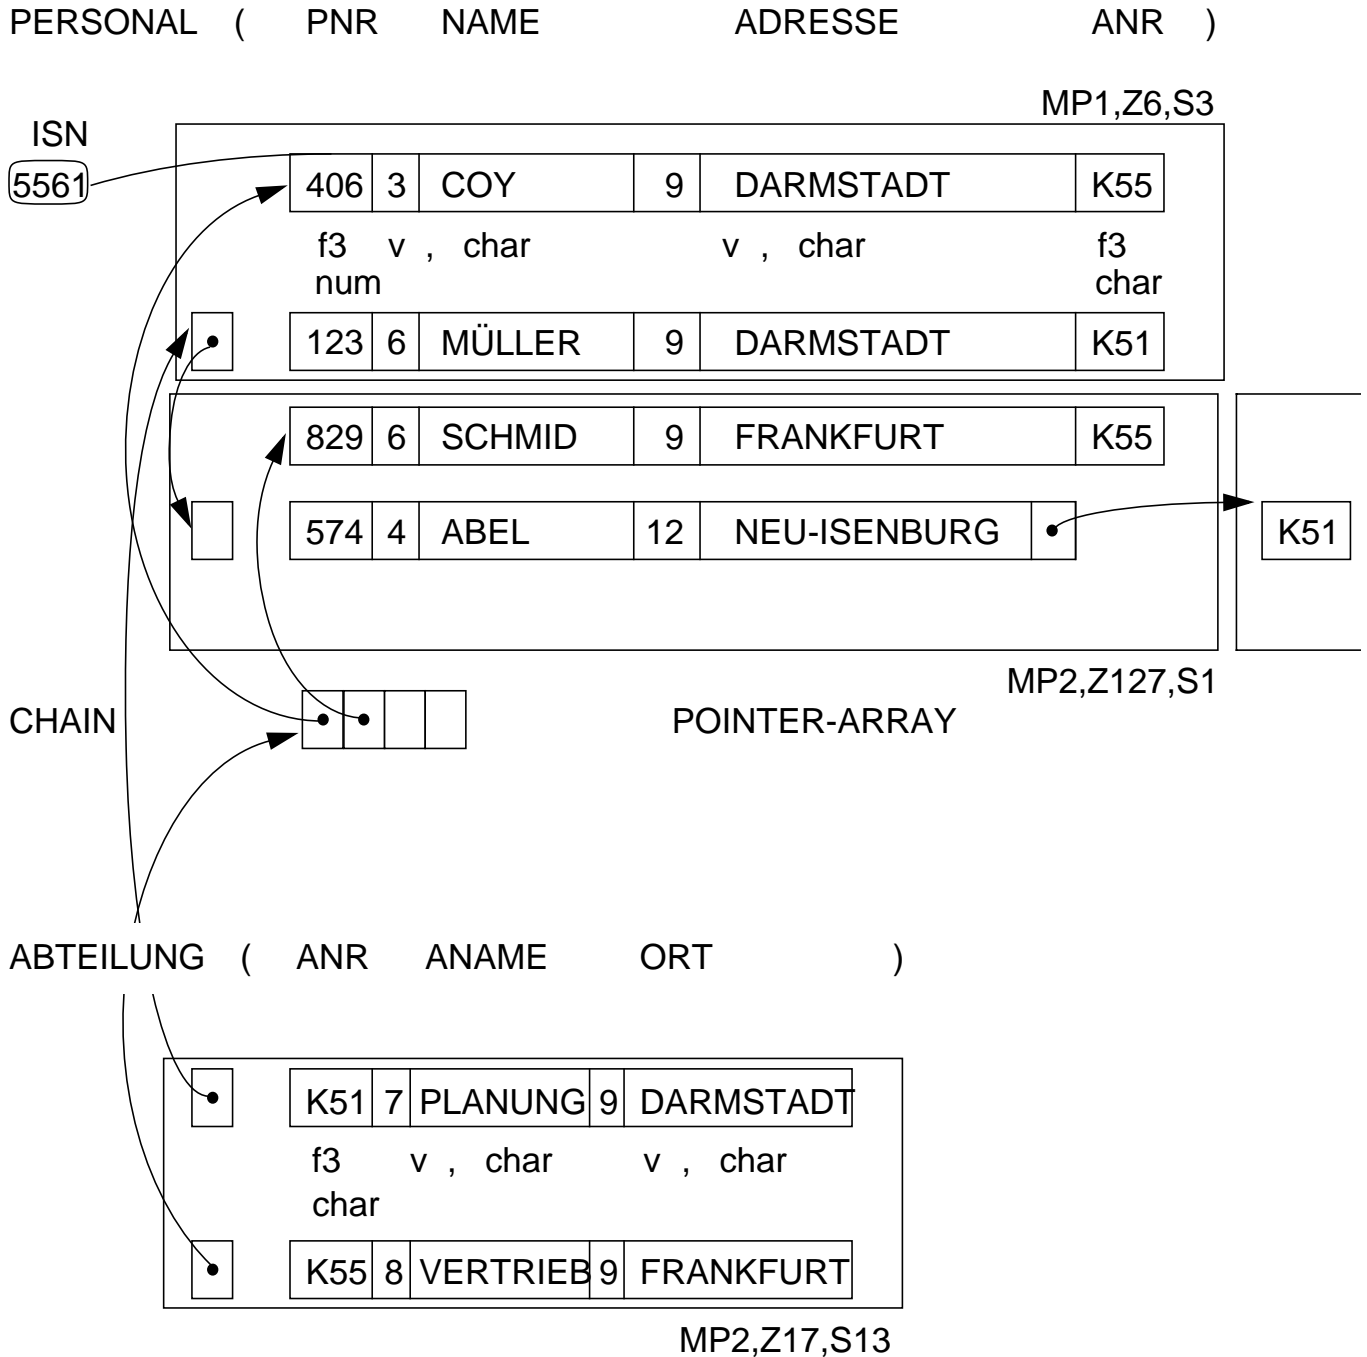 PERSONAL ( PNR NAME ADRESSE ANR )
MP1,Z6,S3
ISN
5561
406 3 COY 9 DARMSTADT K55
f3 v , char v , char f3
num char
123 6 MÜLLER 9 DARMSTADT K51
829 6 SCHMID 9 FRANKFURT K55
574 4 ABEL 12 NEU-ISENBURG K51
MP2,Z127,S1
CHAIN POINTER-ARRAY
ABTEILUNG ( ANR ANAME ORT )
K51 7 PLANUNG 9 DARMSTADT
f3 v , char v , char
char
K55 8 VERTRIEB 9 FRANKFURT
MP2,Z17,S13